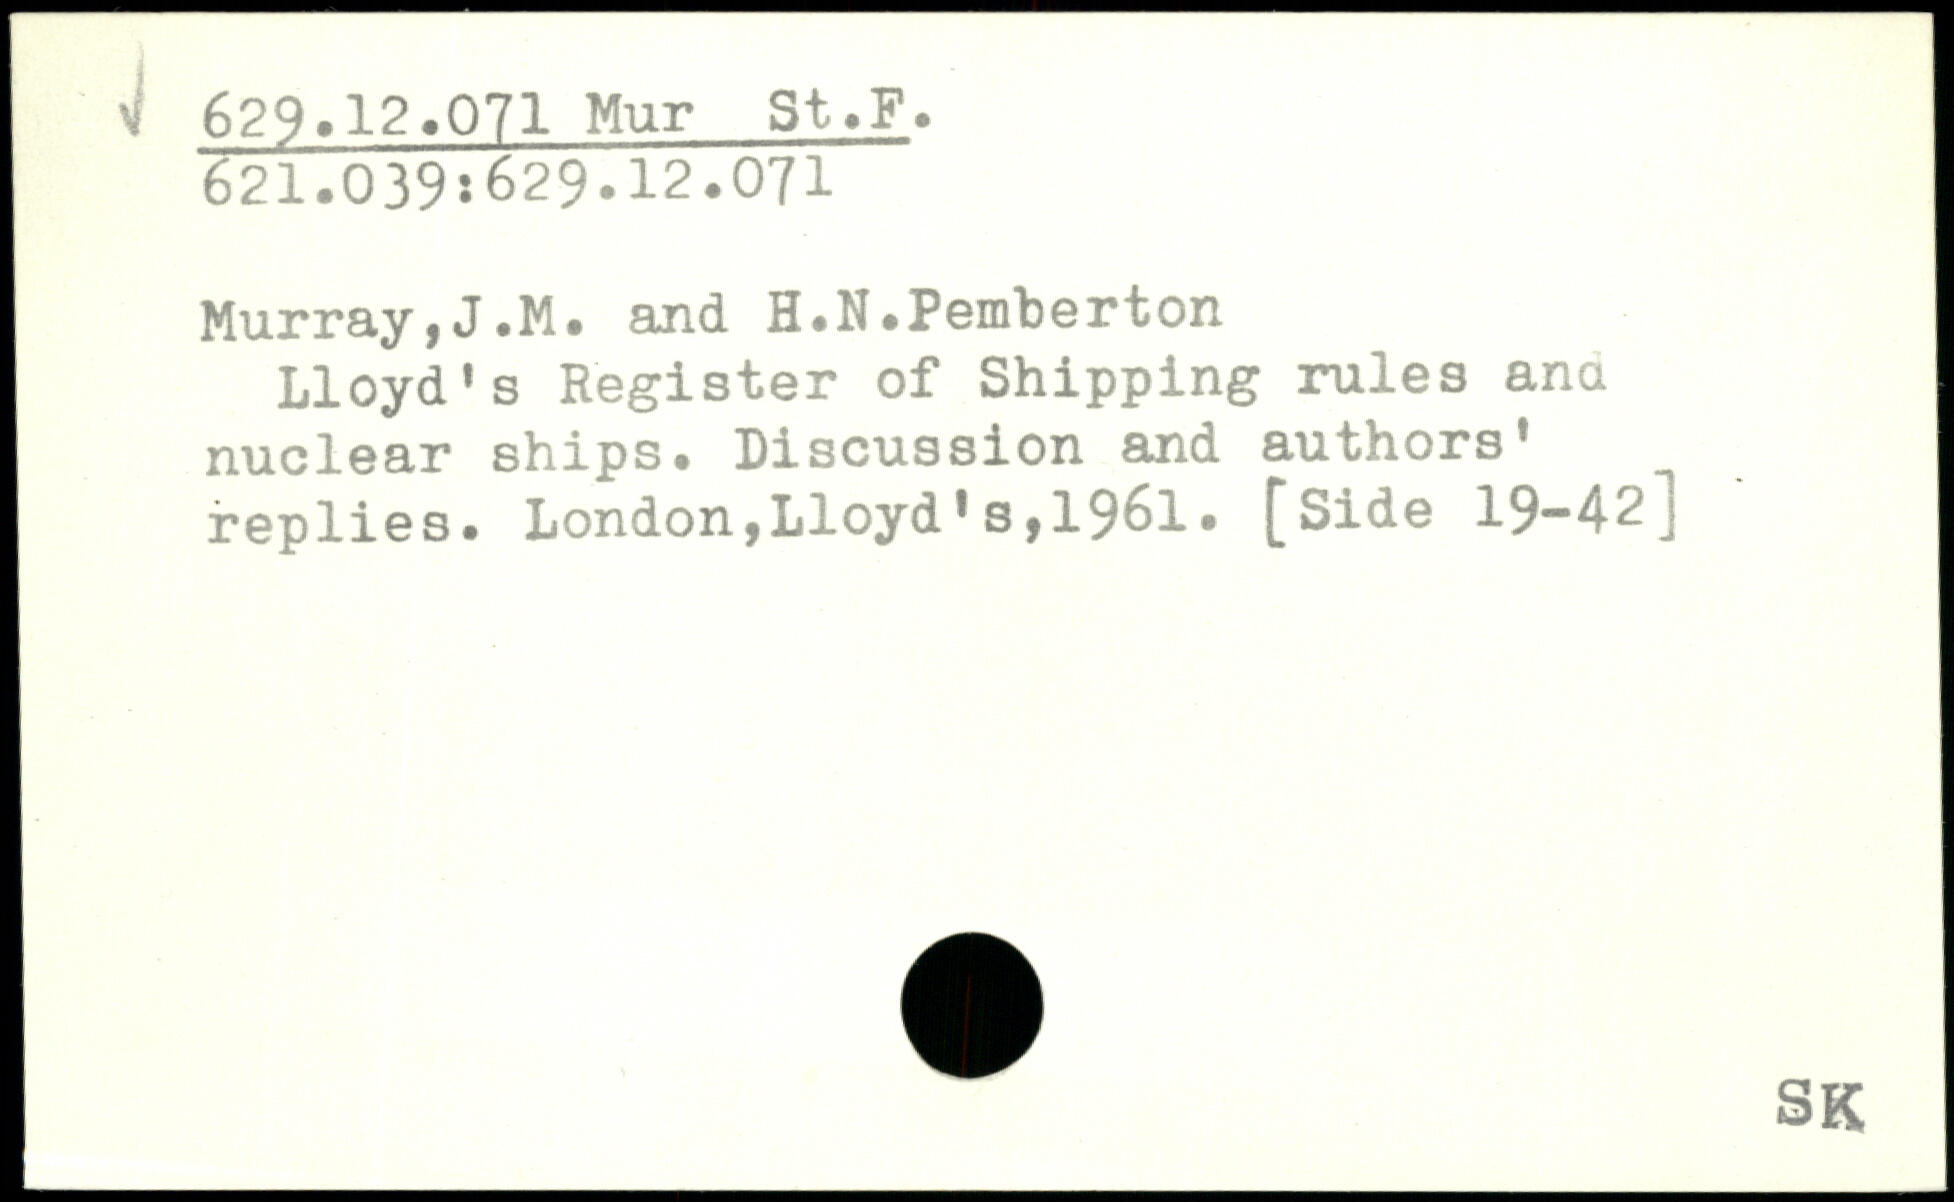 629.12.071 Mur St.F.
621.039:629.12.071
Murray,J.M. and H.N.Pemberton
Lloyd's Register of Shipping rules and
nuclear ships. Discussion and authors'
replies. London,Lloyd's,1961. [Side 19-42]
SK